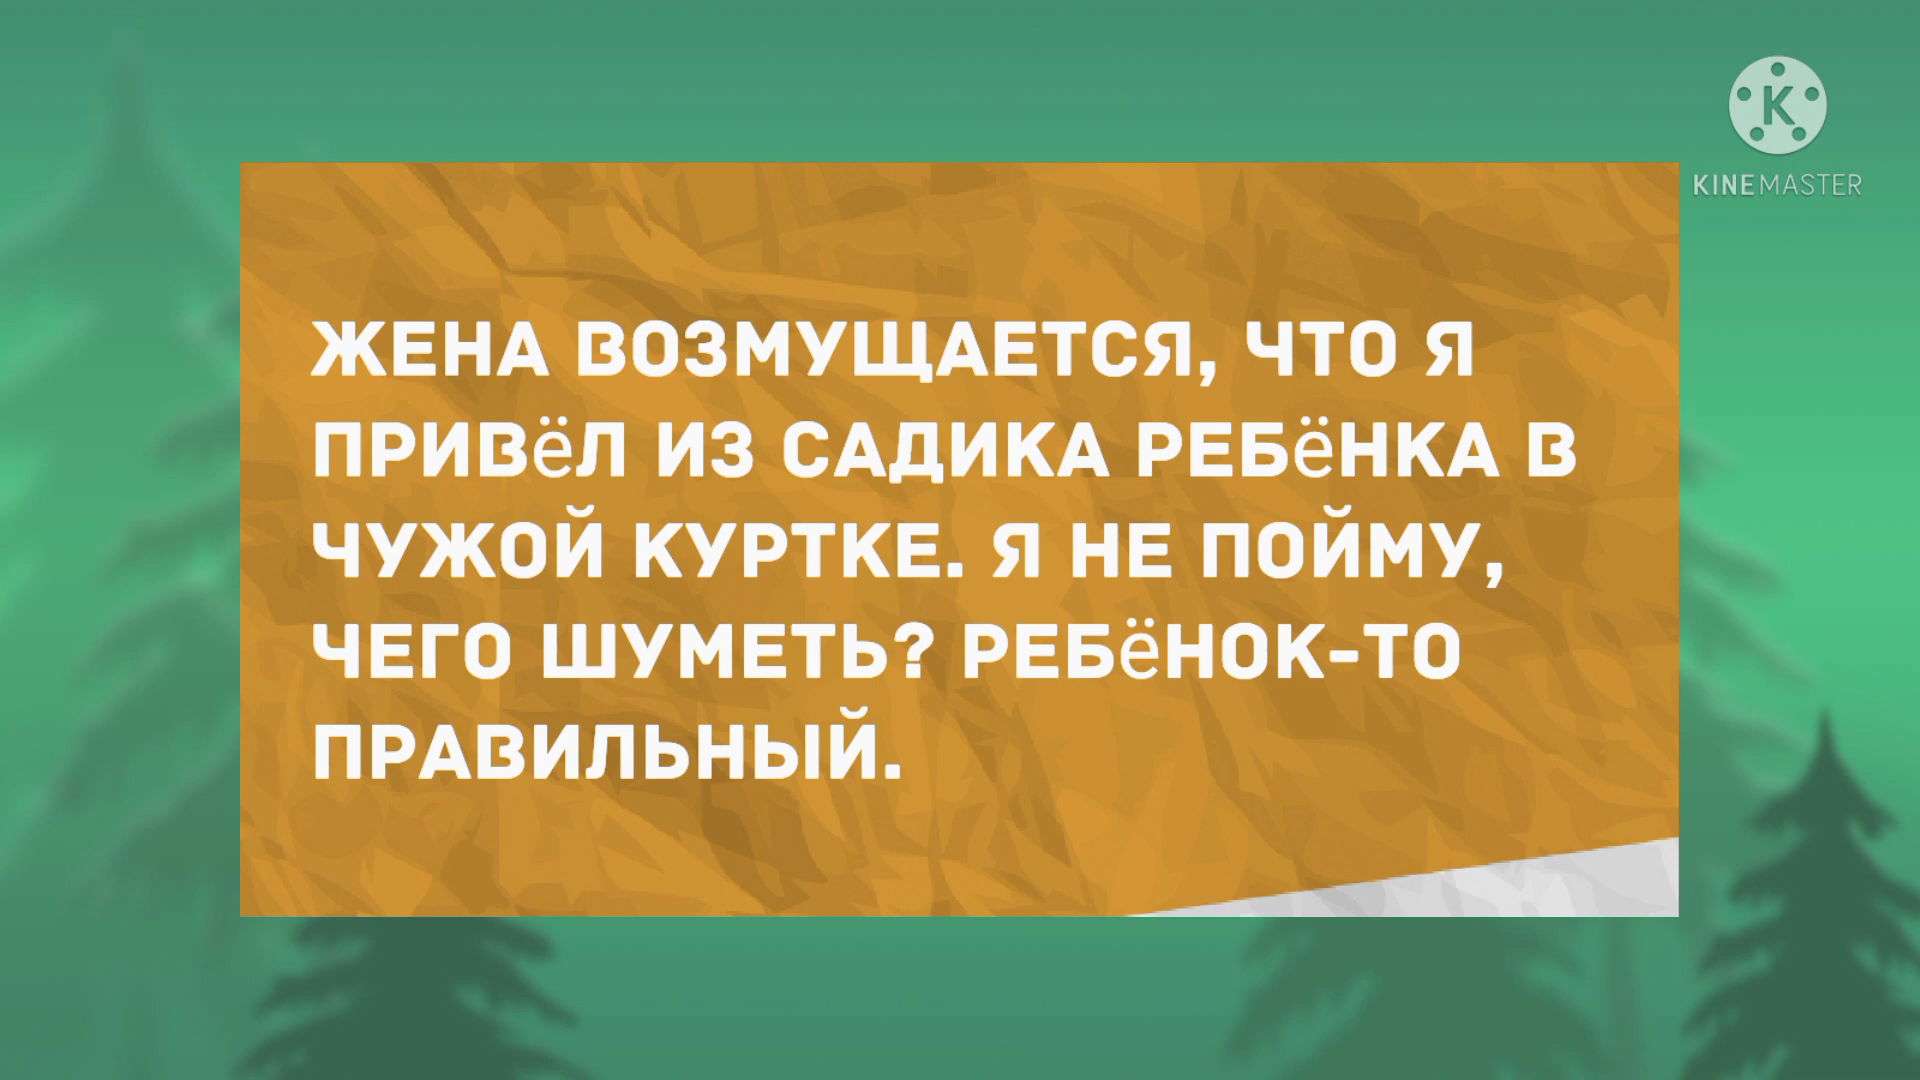 K
KINEMASTER
ЖЕНА ВОЗМУЩАЕТСЯ, ЧТО Я
ПРИВёЛ ИЗ САДИКА РЕБёНКА В
ЧУЖОЙ КУРТКЕ. Я НЕ ПОЙМУ,
ЧЕГО ШУМЕТЬ? РЕБёНОК-ТО
ПРАВИЛЬНЫЙ.